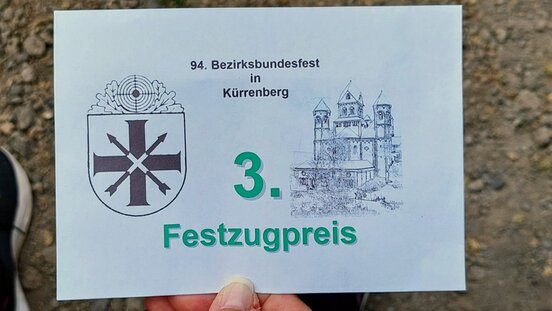 94. Bezirksbundesfest
in
Kürrenberg
3.
Festzugpreis